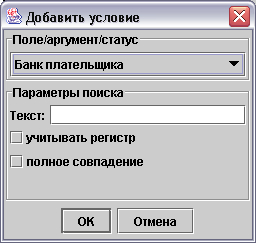 Добавить условие
Поле/аргумент/статус
Банк плательщика
Параметры поиска
Текст:
учитывать регистр
полное совпадение
OK Отмена